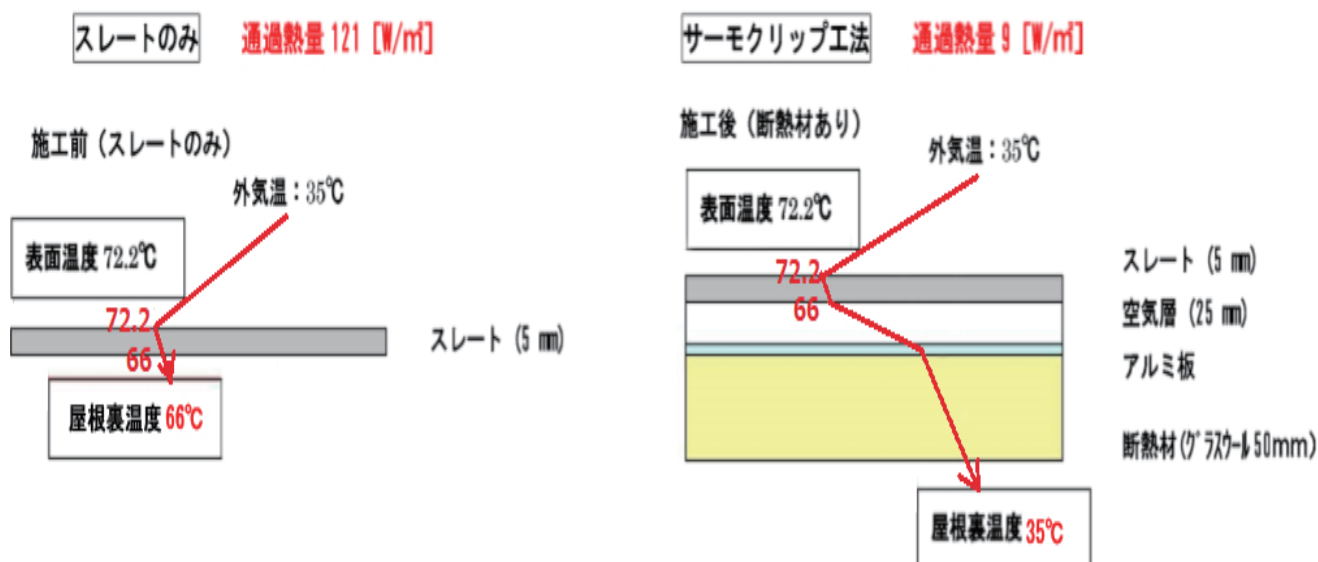 スレートのみ 通過熱量 121 [W/㎡]
施工前（スレートのみ）
外気温：35℃
表面温度 72.2℃
72.2
66
スレート（5 ㎜）
屋根裏温度 66℃
サーモクリップ工法 通過熱量 9 [W/㎡]
施工後（断熱材あり）
外気温：35℃
表面温度 72.2℃
72.2
66
スレート（5 ㎜）
空気層（25 ㎜）
アルミ板
断熱材(ｸﾞﾗｽｳｰﾙ 50mm)
屋根裏温度 35℃